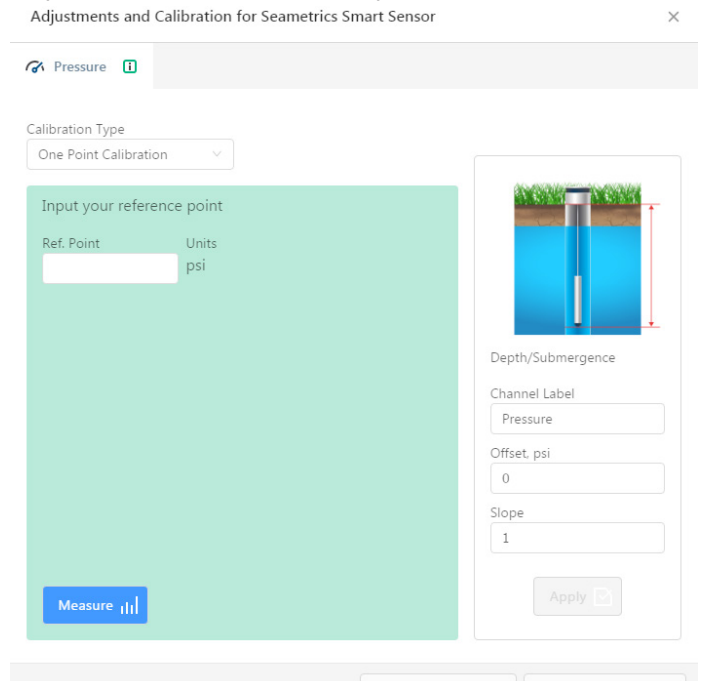 Adjustments and Calibration for Seametrics Smart Sensor
Pressure
Calibration Type
One Point Calibration
Input your reference point
Ref. Point Units
psi
Measure
Depth/Submergence
Channel Label
Pressure
Offset, psi
0
Slope
1
Apply